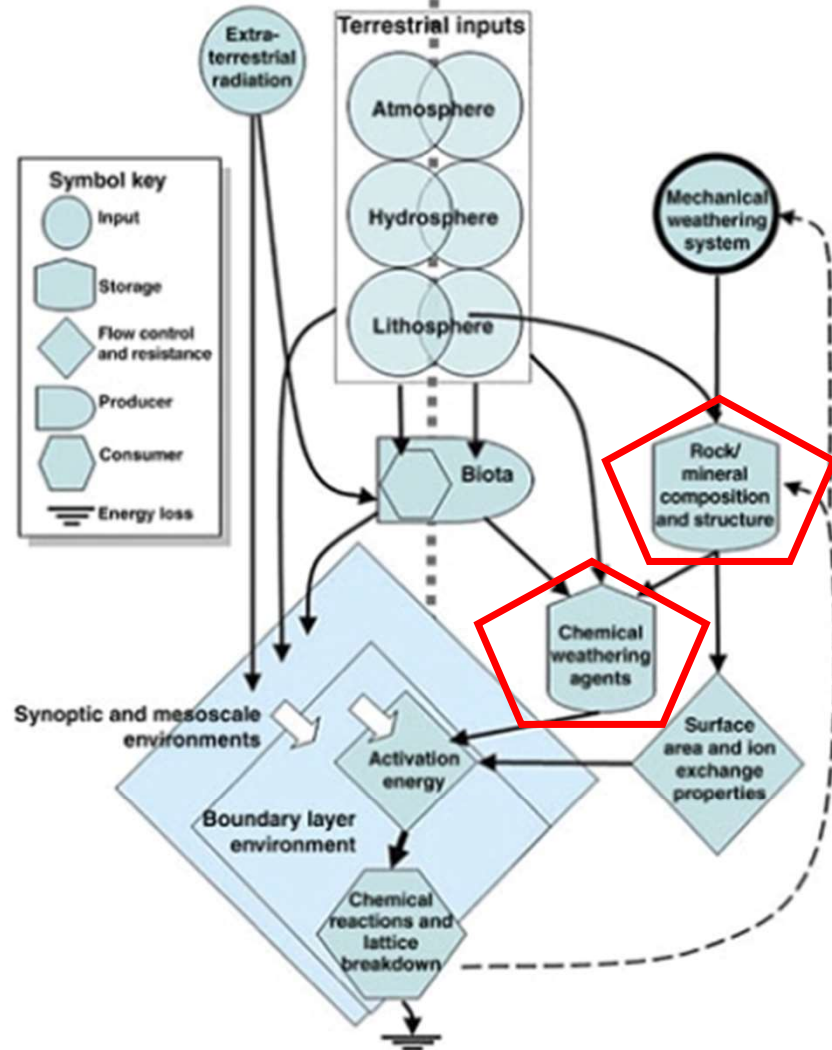 Extra-
terrestrial
radiation
Terrestrial inputs
Atmosphere
Hydrosphere
Lithosphere
Symbol key
Input
Storage
Flow control
and resistance
Producer
Consumer
Energy loss
Mechanical
weathering
system
Biota
Rock/
mineral
composition
and structure
Chemical
weathering
agents
Synoptic and mesoscale
environments
Activation
energy
Surface
area and ion
exchange
properties
Boundary layer
environment
Chemical
reactions and
lattice
breakdown